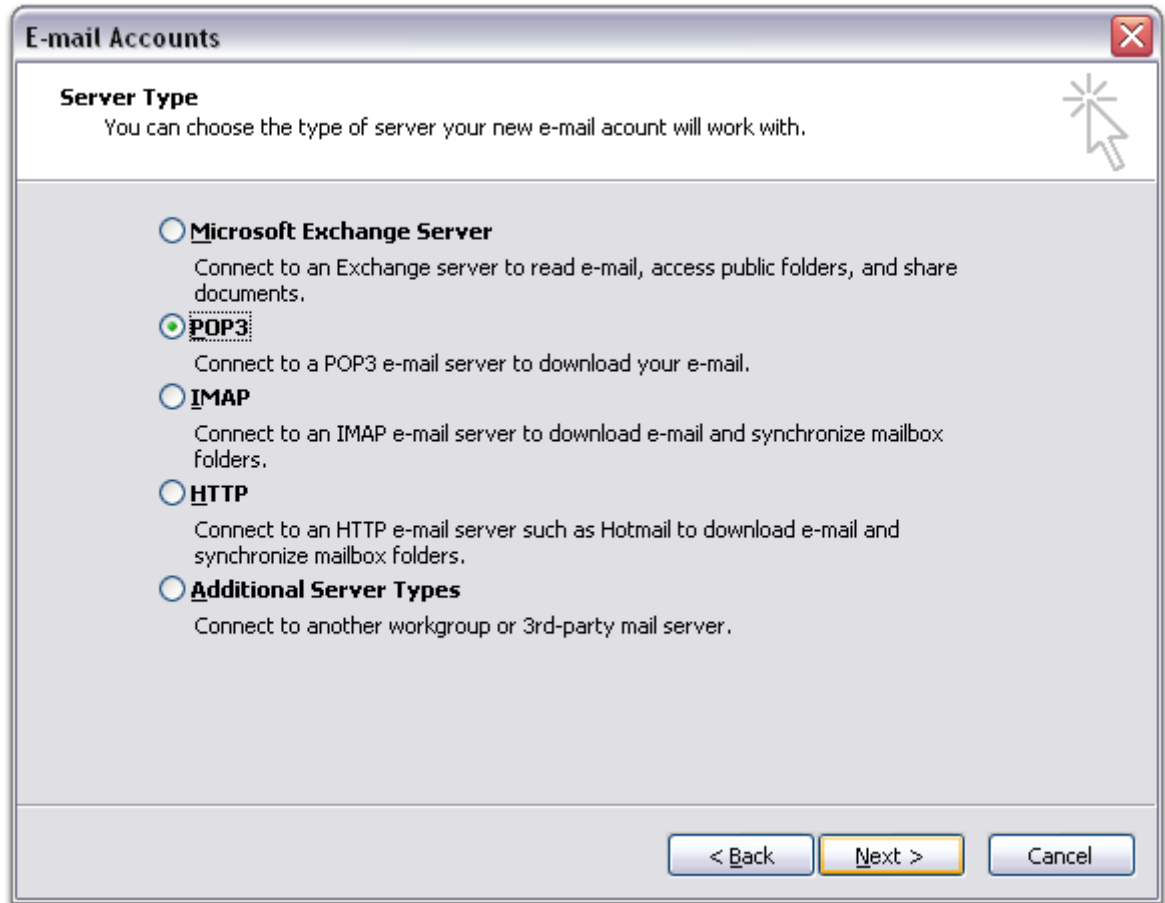 E-mail Accounts
Server Type
You can choose the type of server your new e-mail acount will work with.
Microsoft Exchange Server
Connect to an Exchange server to read e-mail, access public folders, and share
documents.
POP3
Connect to a POP3 e-mail server to download your e-mail.
IMAP
Connect to an IMAP e-mail server to download e-mail and synchronize mailbox
folders.
HTTP
Connect to an HTTP e-mail server such as Hotmail to download e-mail and
synchronize mailbox folders.
Additional Server Types
Connect to another workgroup or 3rd-party mail server.
< Back Next > Cancel